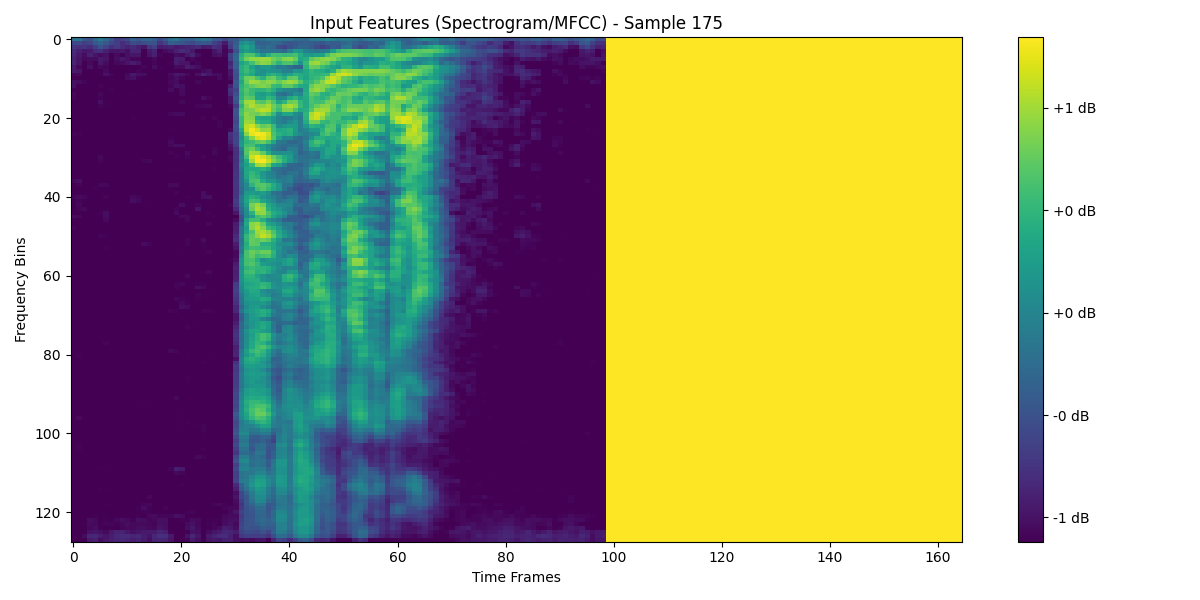 Input Features (Spectrogram/MFCC) - Sample 175
Frequency Bins
0
20
40
60
80
100
120
0 20 40 60 80 100 120 140 160
Time Frames
+1 dB
+0 dB
+0 dB
-0 dB
-1 dB